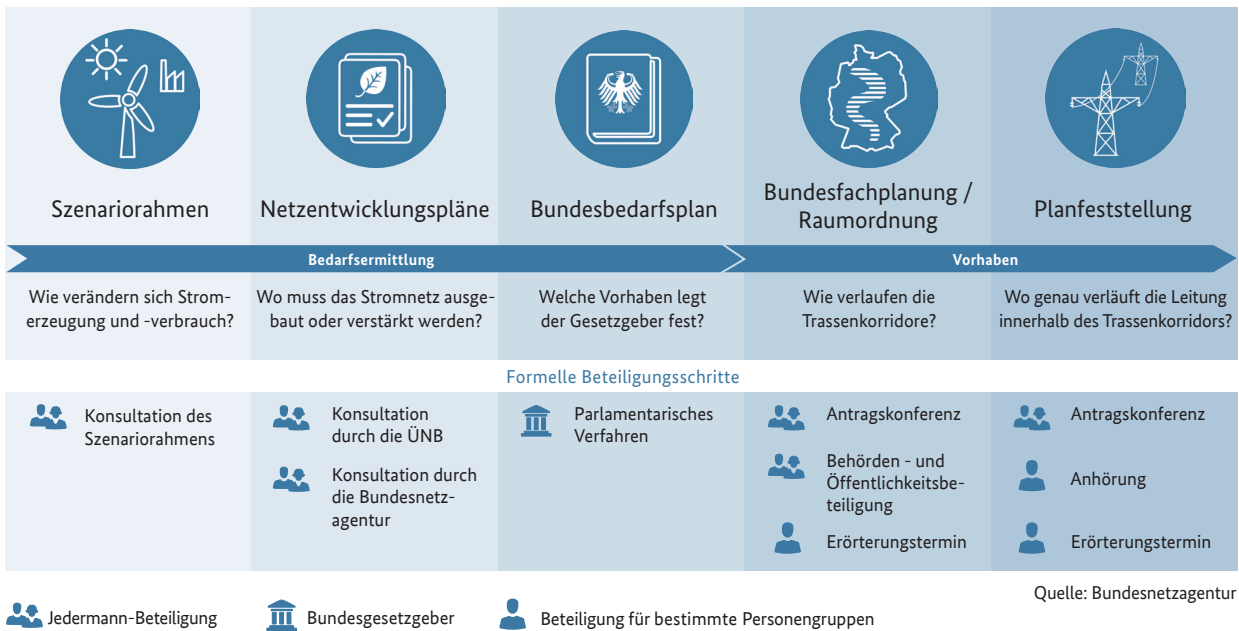 Szenariorahmen
Netzentwicklungspläne
Bundesbedarfsplan
Bundesfachplanung /
Raumordnung
Planfeststellung
Bedarfsermittlung
Vorhaben
Wie verändern sich Strom-
erzeugung und -verbrauch?
Wo muss das Stromnetz ausge-
baut oder verstärkt werden?
Welche Vorhaben legt
der Gesetzgeber fest?
Wie verlaufen die
Trassenkorridore?
Wo genau verläuft die Leitung
innerhalb des Trassenkorridors?
Formelle Beteiligungsschritte
Konsultation des
Szenariorahmens
Konsultation
durch die ÜNB
Konsultation durch
die Bundesnetz-
agentur
Parlamentarisches
Verfahren
Antragskonferenz
Behörden - und
Öffentlichkeitsbe-
teiligung
Erörterungstermin
Antragskonferenz
Anhörung
Erörterungstermin
Quelle: Bundesnetzagentur
Jedermann-Beteiligung
Bundesgesetzgeber
Beteiligung für bestimmte Personengruppen